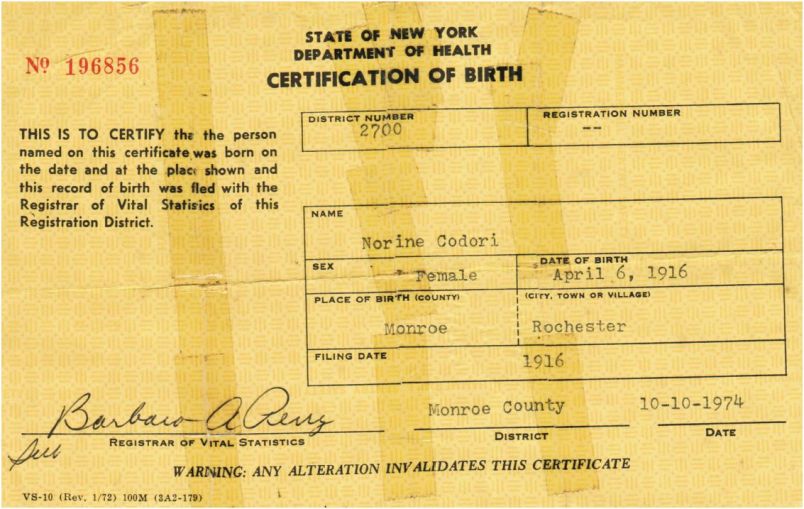 STATE OF NEW YORK
DEPARTMENT OF HEALTH
CERTIFICATION OF BIRTH
Nº 196856
THIS IS TO CERTIFY tha the person
named on this certificate was born on
the date and at the place shown and
this record of birth was fled with the
Registrar of Vital Statistics of this
Registration District.
DISTRICT NUMBER
2700
REGISTRATION NUMBER
--
NAME
Norine Codori
SEX
Female
DATE OF BIRTH
April 6, 1916
PLACE OF BIRTH (COUNTY)
Monroe
(CITY, TOWN OR VILLAGE)
Rochester
FILING DATE
1916
Barbara A
REGISTRAR OF VITAL STATISTICS
Monroe County
DISTRICT
10-10-1974
DATE
WARNING: ANY ALTERATION INVALIDATES THIS CERTIFICATE
VS-10 (Rev. 1/72) 100M (3A2-179)